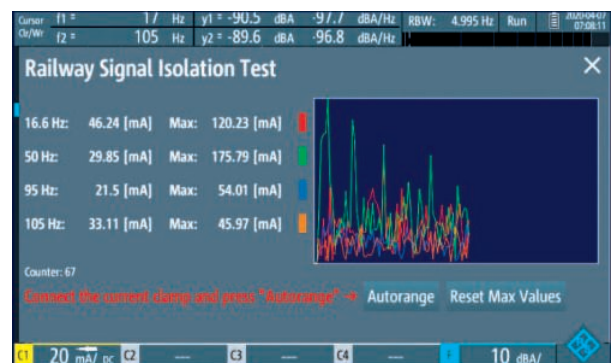 Cursor f1 = 17 Hz y1 = -90.5 dBA -97.7 dBA/Hz RBW: 4.995 Hz Run 2020-04-07
Clr/Wr f2 = 105 Hz y2 = -89.6 dBA -96.8 dBA/Hz 07:08:11
Railway Signal Isolation Test
16.6 Hz: 46.24 [mA] Max: 120.23 [mA]
50 Hz: 29.85 [mA] Max: 175.79 [mA]
95 Hz: 21.5 [mA] Max: 54.01 [mA]
105 Hz: 33.11 [mA] Max: 45.97 [mA]
Counter: 67
Connect the current clamp and press "Autorange" → Autorange Reset Max Values
C1 20 mA/ DC C2 --- C3 --- C4 --- F 10 dBA/